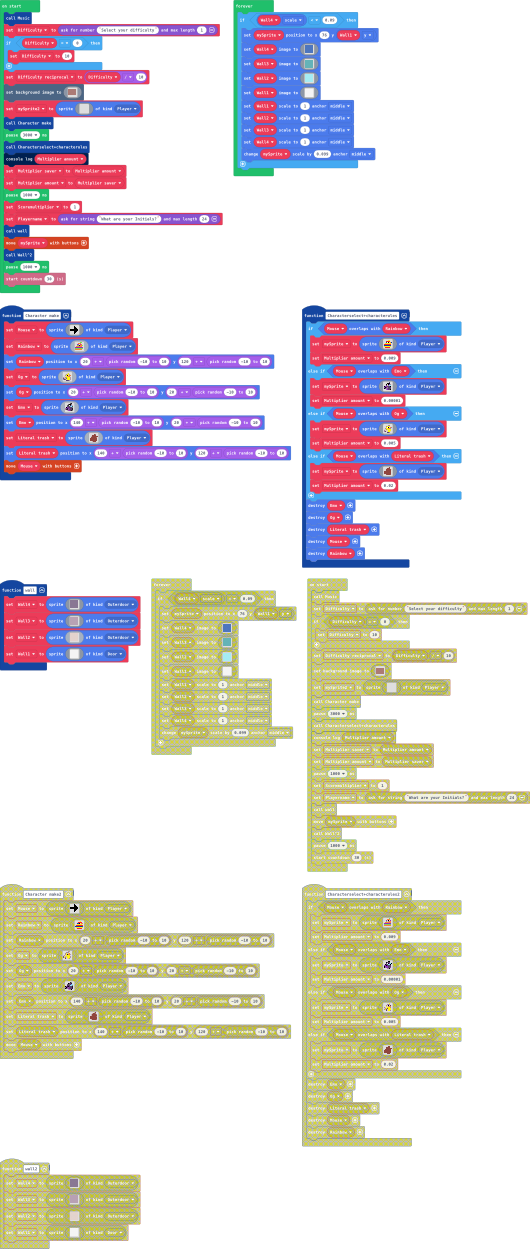 on start
call Music
set Difficulty to ask for number Select your difficulty and max length 1
if Difficulty = 0 then
set Difficulty to 10
set Difficulty reciprocal to Difficulty / 10
set background image to
set mySprite2 to sprite of kind Player
call Character make
pause 3000 ms
call Characterselect+characterules
console log Multiplier amount
set Multiplier saver to Multiplier amount
set Multiplier amount to Multiplier saver
pause 1000 ms
set Scoremultiplier to 1
set Playername to ask for string What are your Initials? and max length 24
call wall
move mySprite with buttons
call Wall^2
pause 1000 ms
start countdown 30 (s)
forever
if Wall4 scale 0.89 then
set mySprite position to x 76 y Wall1 y
set Wall4 image to
set Wall3 image to
set Wall2 image to
set Wall1 image to
set Wall1 scale to 1 anchor middle
set Wall2 scale to 1 anchor middle
set Wall3 scale to 1 anchor middle
set Wall4 scale to 1 anchor middle
change mySprite scale by 0.009 anchor middle
function Character make
set Mouse to sprite of kind Player
set Rainbow to sprite of kind Player
set Rainbow position to x 20 + pick random -10 to 10 y 120 + pick random -10 to 10
set Og to sprite of kind Player
set Og position to x 20 + pick random -10 to 10 y 20 + pick random -10 to 10
set Emo to sprite of kind Player
set Emo position to x 140 + pick random -10 to 10 y 20 + pick random -10 to 10
set Literal trash to sprite of kind Player
set Literal trash position to x 140 + pick random -10 to 10 y 120 + pick random -10 to 10
move Mouse with buttons
function Characterselect+characterules
if Mouse overlaps with Rainbow then
set mySprite to sprite of kind Player
set Multiplier amount to 0.009
else if Mouse overlaps with Emo then
set mySprite to sprite of kind Player
set Multiplier amount to 0.00001
else if Mouse overlaps with Og then
set mySprite to sprite of kind Player
set Multiplier amount to 0.005
else if Mouse overlaps with Literal trash then
set mySprite to sprite of kind Player
set Multiplier amount to 0.02
destroy Emo
destroy Og
destroy Literal trash
destroy Mouse
destroy Rainbow
function wall
set Wall4 to sprite of kind Outerdoor
set Wall3 to sprite of kind Outerdoor
set Wall2 to sprite of kind Outerdoor
set Wall1 to sprite of kind Door
forever
if Wall4 scale 0.89 then
set mySprite position to x 76 y Wall1 y
set Wall4 image to
set Wall3 image to
set Wall2 image to
set Wall1 image to
set Wall1 scale to 1 anchor middle
set Wall2 scale to 1 anchor middle
set Wall3 scale to 1 anchor middle
set Wall4 scale to 1 anchor middle
change mySprite scale by 0.009 anchor middle
on start
call Music
set Difficulty to ask for number Select your difficulty and max length 1
if Difficulty = 0 then
set Difficulty to 10
set Difficulty reciprocal to Difficulty / 10
set background image to
set mySprite2 to sprite of kind Player
call Character make
pause 3000 ms
call Characterselect+characterules
console log Multiplier amount
set Multiplier saver to Multiplier amount
set Multiplier amount to Multiplier saver
pause 1000 ms
set Scoremultiplier to 1
set Playername to ask for string What are your Initials? and max length 24
call wall
move mySprite with buttons
call Wall^2
pause 1000 ms
start countdown 30 (s)
function Character make2
set Mouse to sprite of kind Player
set Rainbow to sprite of kind Player
set Rainbow position to x 20 + pick random -10 to 10 y 120 + pick random -10 to 10
set Og to sprite of kind Player
set Og position to x 20 + pick random -10 to 10 y 20 + pick random -10 to 10
set Emo to sprite of kind Player
set Emo position to x 140 + pick random -10 to 10 y 20 + pick random -10 to 10
set Literal trash to sprite of kind Player
set Literal trash position to x 140 + pick random -10 to 10 y 120 + pick random -10 to 10
move Mouse with buttons
function Characterselect+characterules2
if Mouse overlaps with Rainbow then
set mySprite to sprite of kind Player
set Multiplier amount to 0.009
else if Mouse overlaps with Emo then
set mySprite to sprite of kind Player
set Multiplier amount to 0.00001
else if Mouse overlaps with Og then
set mySprite to sprite of kind Player
set Multiplier amount to 0.005
else if Mouse overlaps with Literal trash then
set mySprite to sprite of kind Player
set Multiplier amount to 0.02
destroy Emo
destroy Og
destroy Literal trash
destroy Mouse
destroy Rainbow
function wall2
set Wall4 to sprite of kind Outerdoor
set Wall3 to sprite of kind Outerdoor
set Wall2 to sprite of kind Outerdoor
set Wall1 to sprite of kind Door